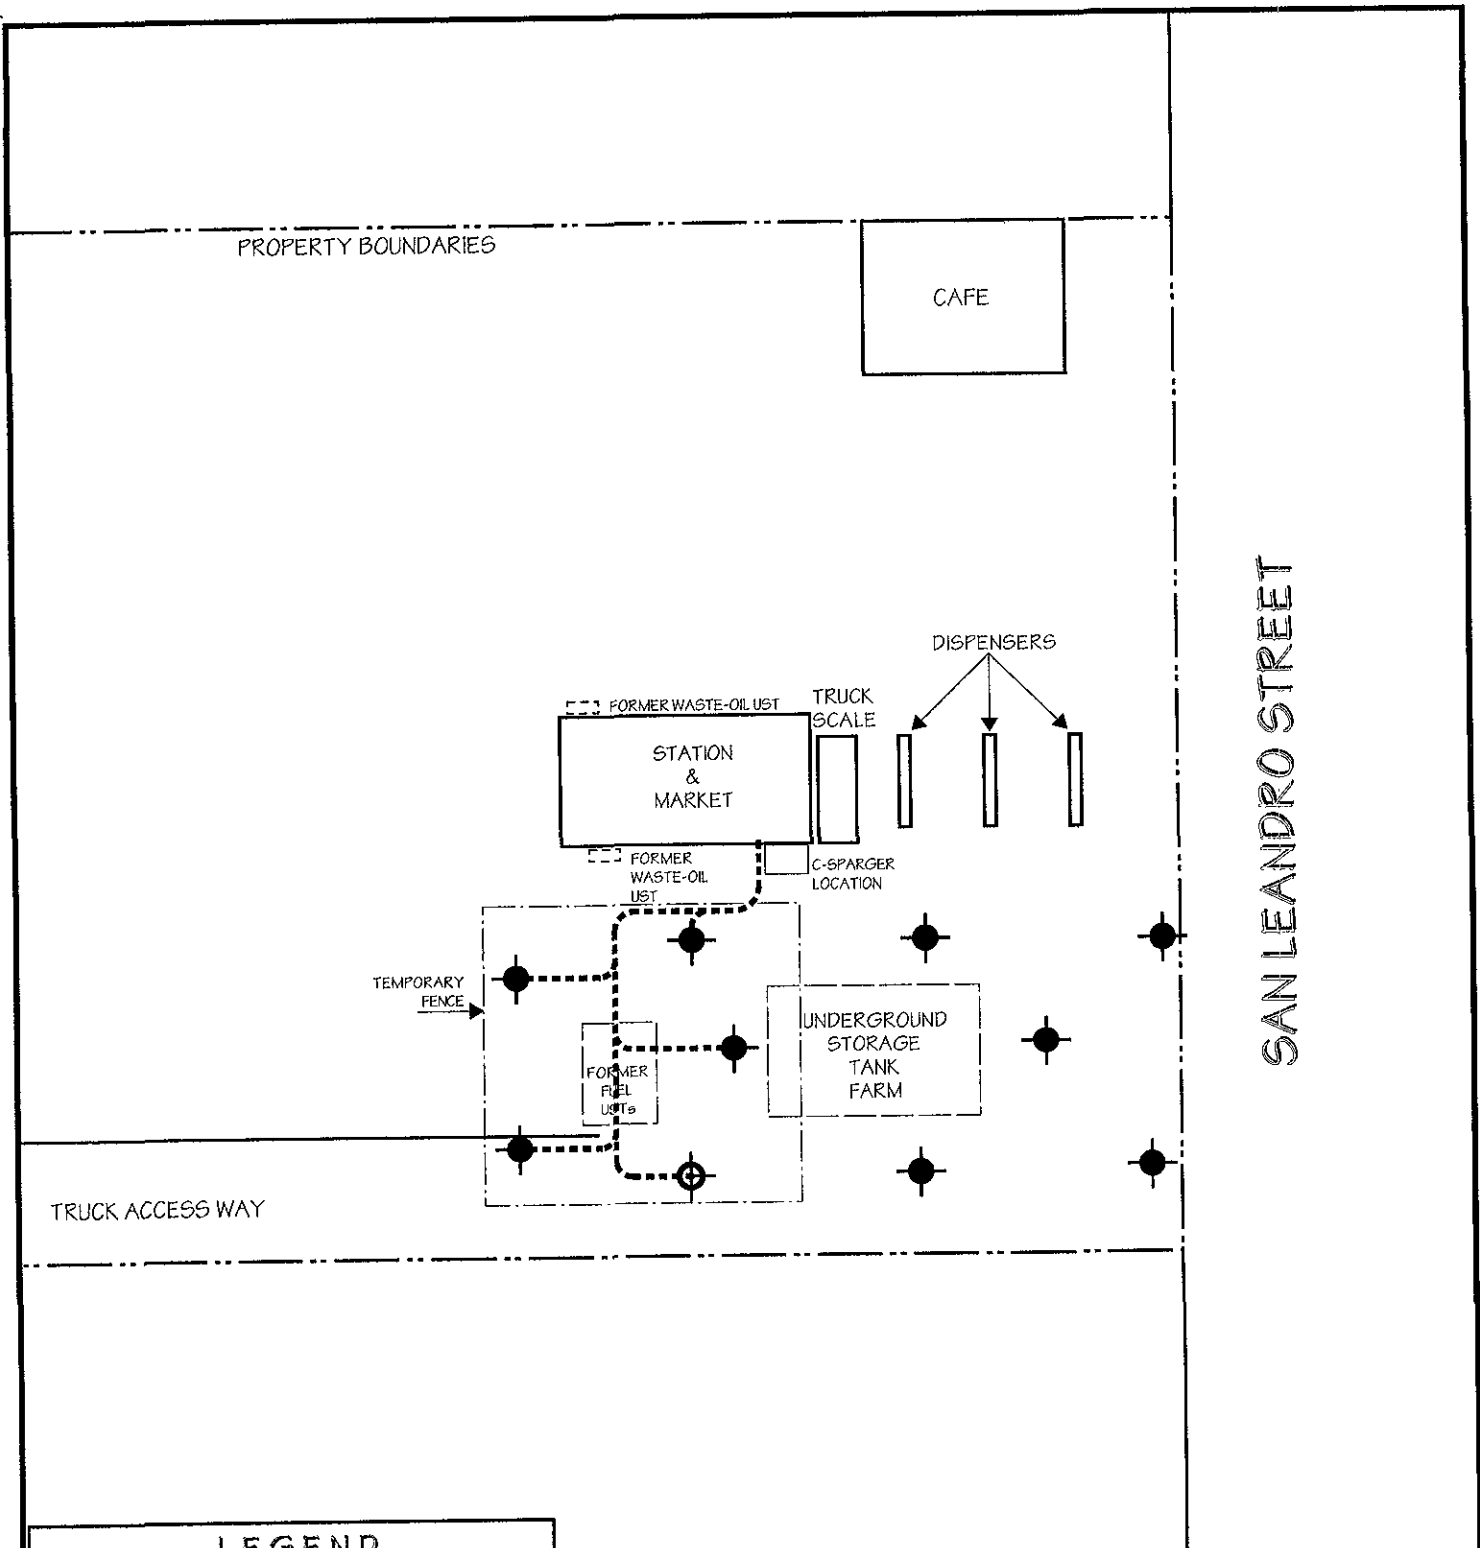 PROPERTY BOUNDARIES
CAFE
SAN LEANDRO STREET
DISPENSERS
FORMER WASTE-OIL UST
TRUCK
SCALE
STATION
&
MARKET
FORMER
WASTE-OIL
UST
C-SPARGER
LOCATION
TEMPORARY
FENCE
UNDERGROUND
STORAGE
TANK
FARM
FORMER
FUEL
USTs
TRUCK ACCESS WAY
LEGEND